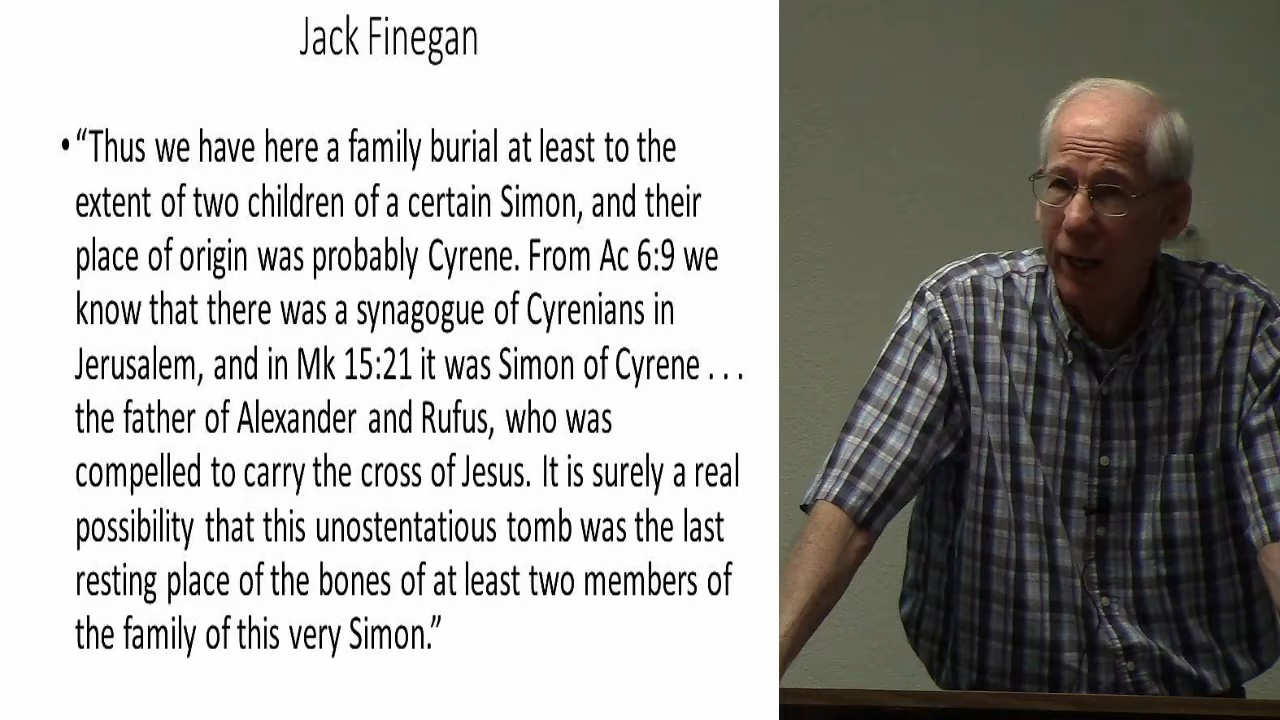 Jack Finegan
• “Thus we have here a family burial at least to the
extent of two children of a certain Simon, and their
place of origin was probably Cyrene. From Ac 6:9 we
know that there was a synagogue of Cyrenians in
Jerusalem, and in Mk 15:21 it was Simon of Cyrene . . .
the father of Alexander and Rufus, who was
compelled to carry the cross of Jesus. It is surely a real
possibility that this unostentatious tomb was the last
resting place of the bones of at least two members of
the family of this very Simon.”